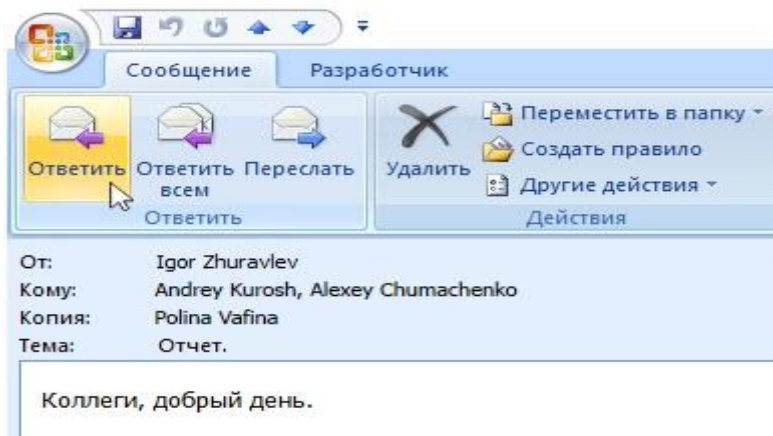 Сообщение Разработчик
Ответить Ответить всем Переслать
Ответить
Удалить
Переместить в папку
Создать правило
Другие действия
Действия
От: Igor Zhuravlev
Кому: Andrey Kurosh, Alexey Chumachenko
Копия: Polina Vafina
Тема: Отчет.
Коллеги, добрый день.